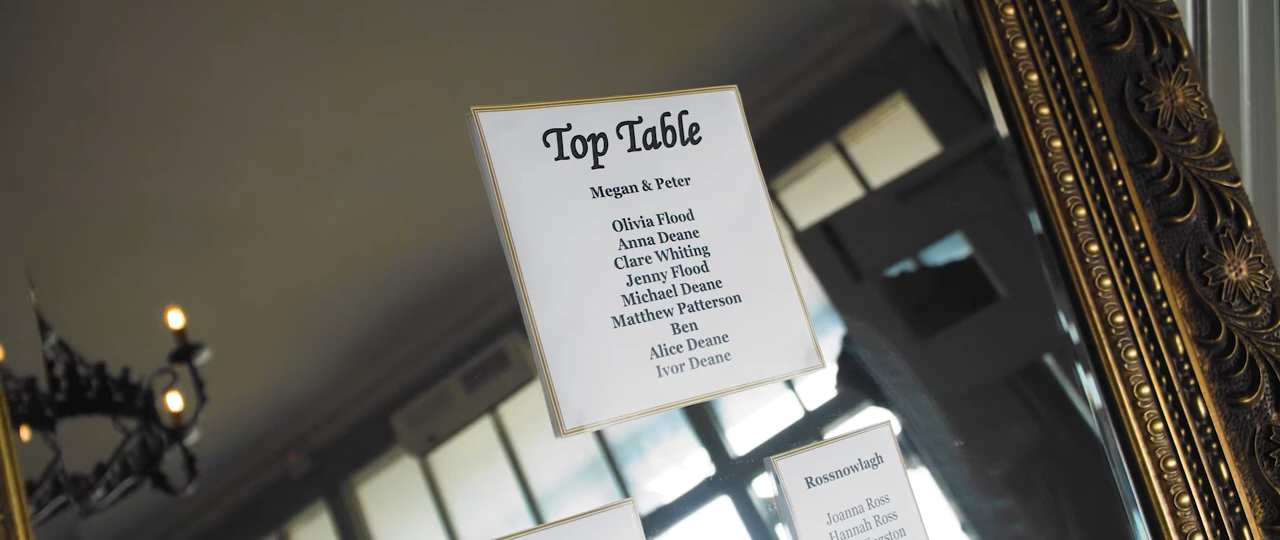 Top Table
Megan & Peter
Olivia Flood
Anna Deane
Clare Whiting
Jenny Flood
Michael Deane
Matthew Patterson
Ben
Alice Deane
Ivor Deane
Rossnowlagh
Joanna Ross
Hannah Ross